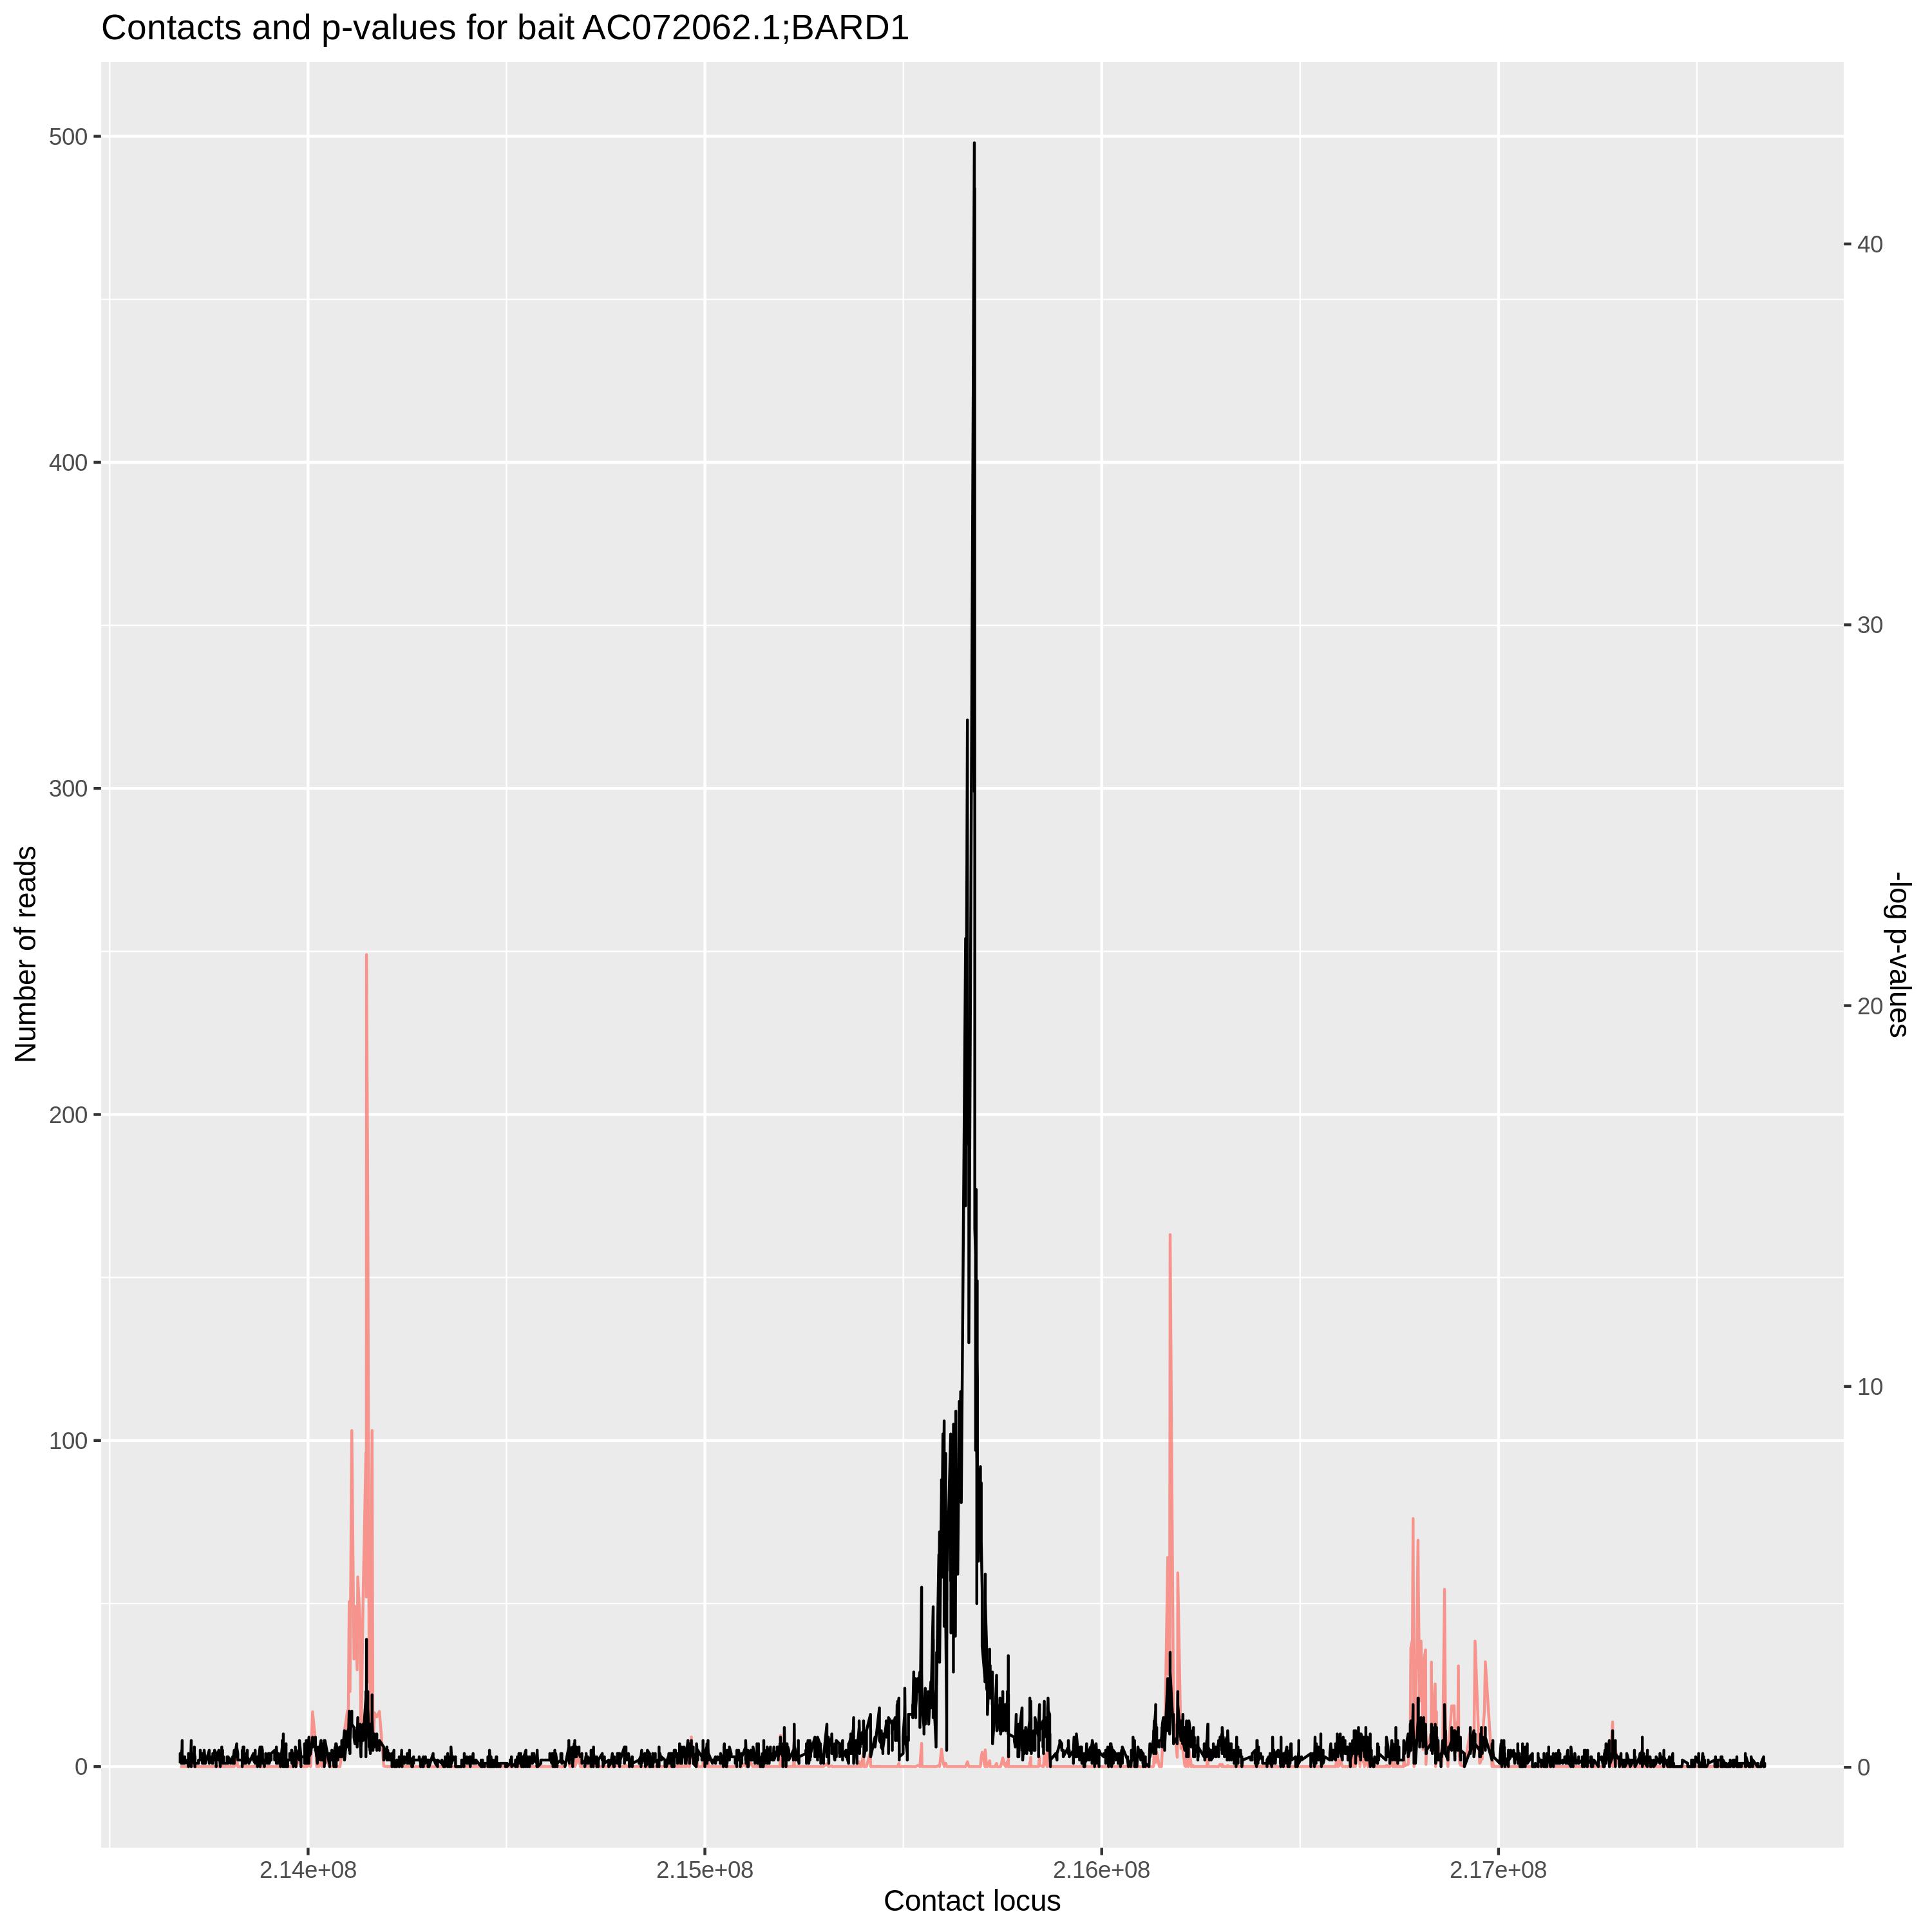 Contacts and p-values for bait AC072062.1;BARD1
Number of reads
500
400
300
200
100
0
40
30
20
10
0
-log p-values
2.14e+08
2.15e+08
2.16e+08
2.17e+08
Contact locus